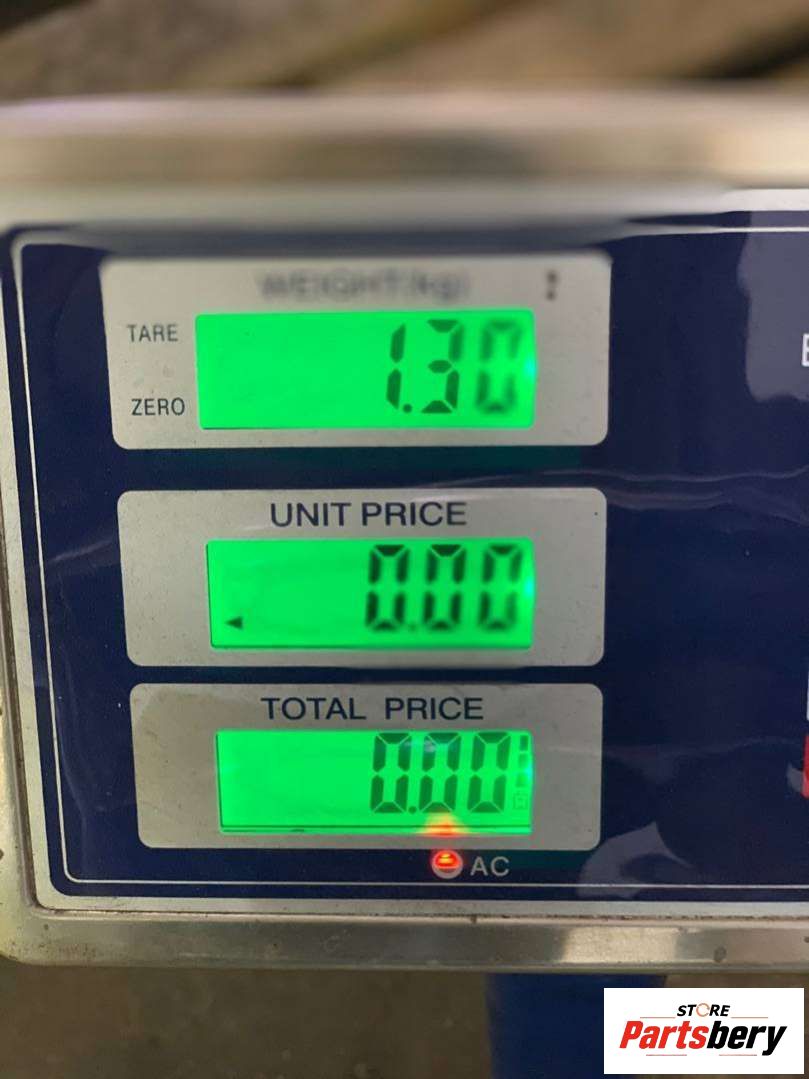 WEIGHT(kg)
TARE
1.30
ZERO
UNIT PRICE
0.00
TOTAL PRICE
0.00
AC
STORE
Partsbery